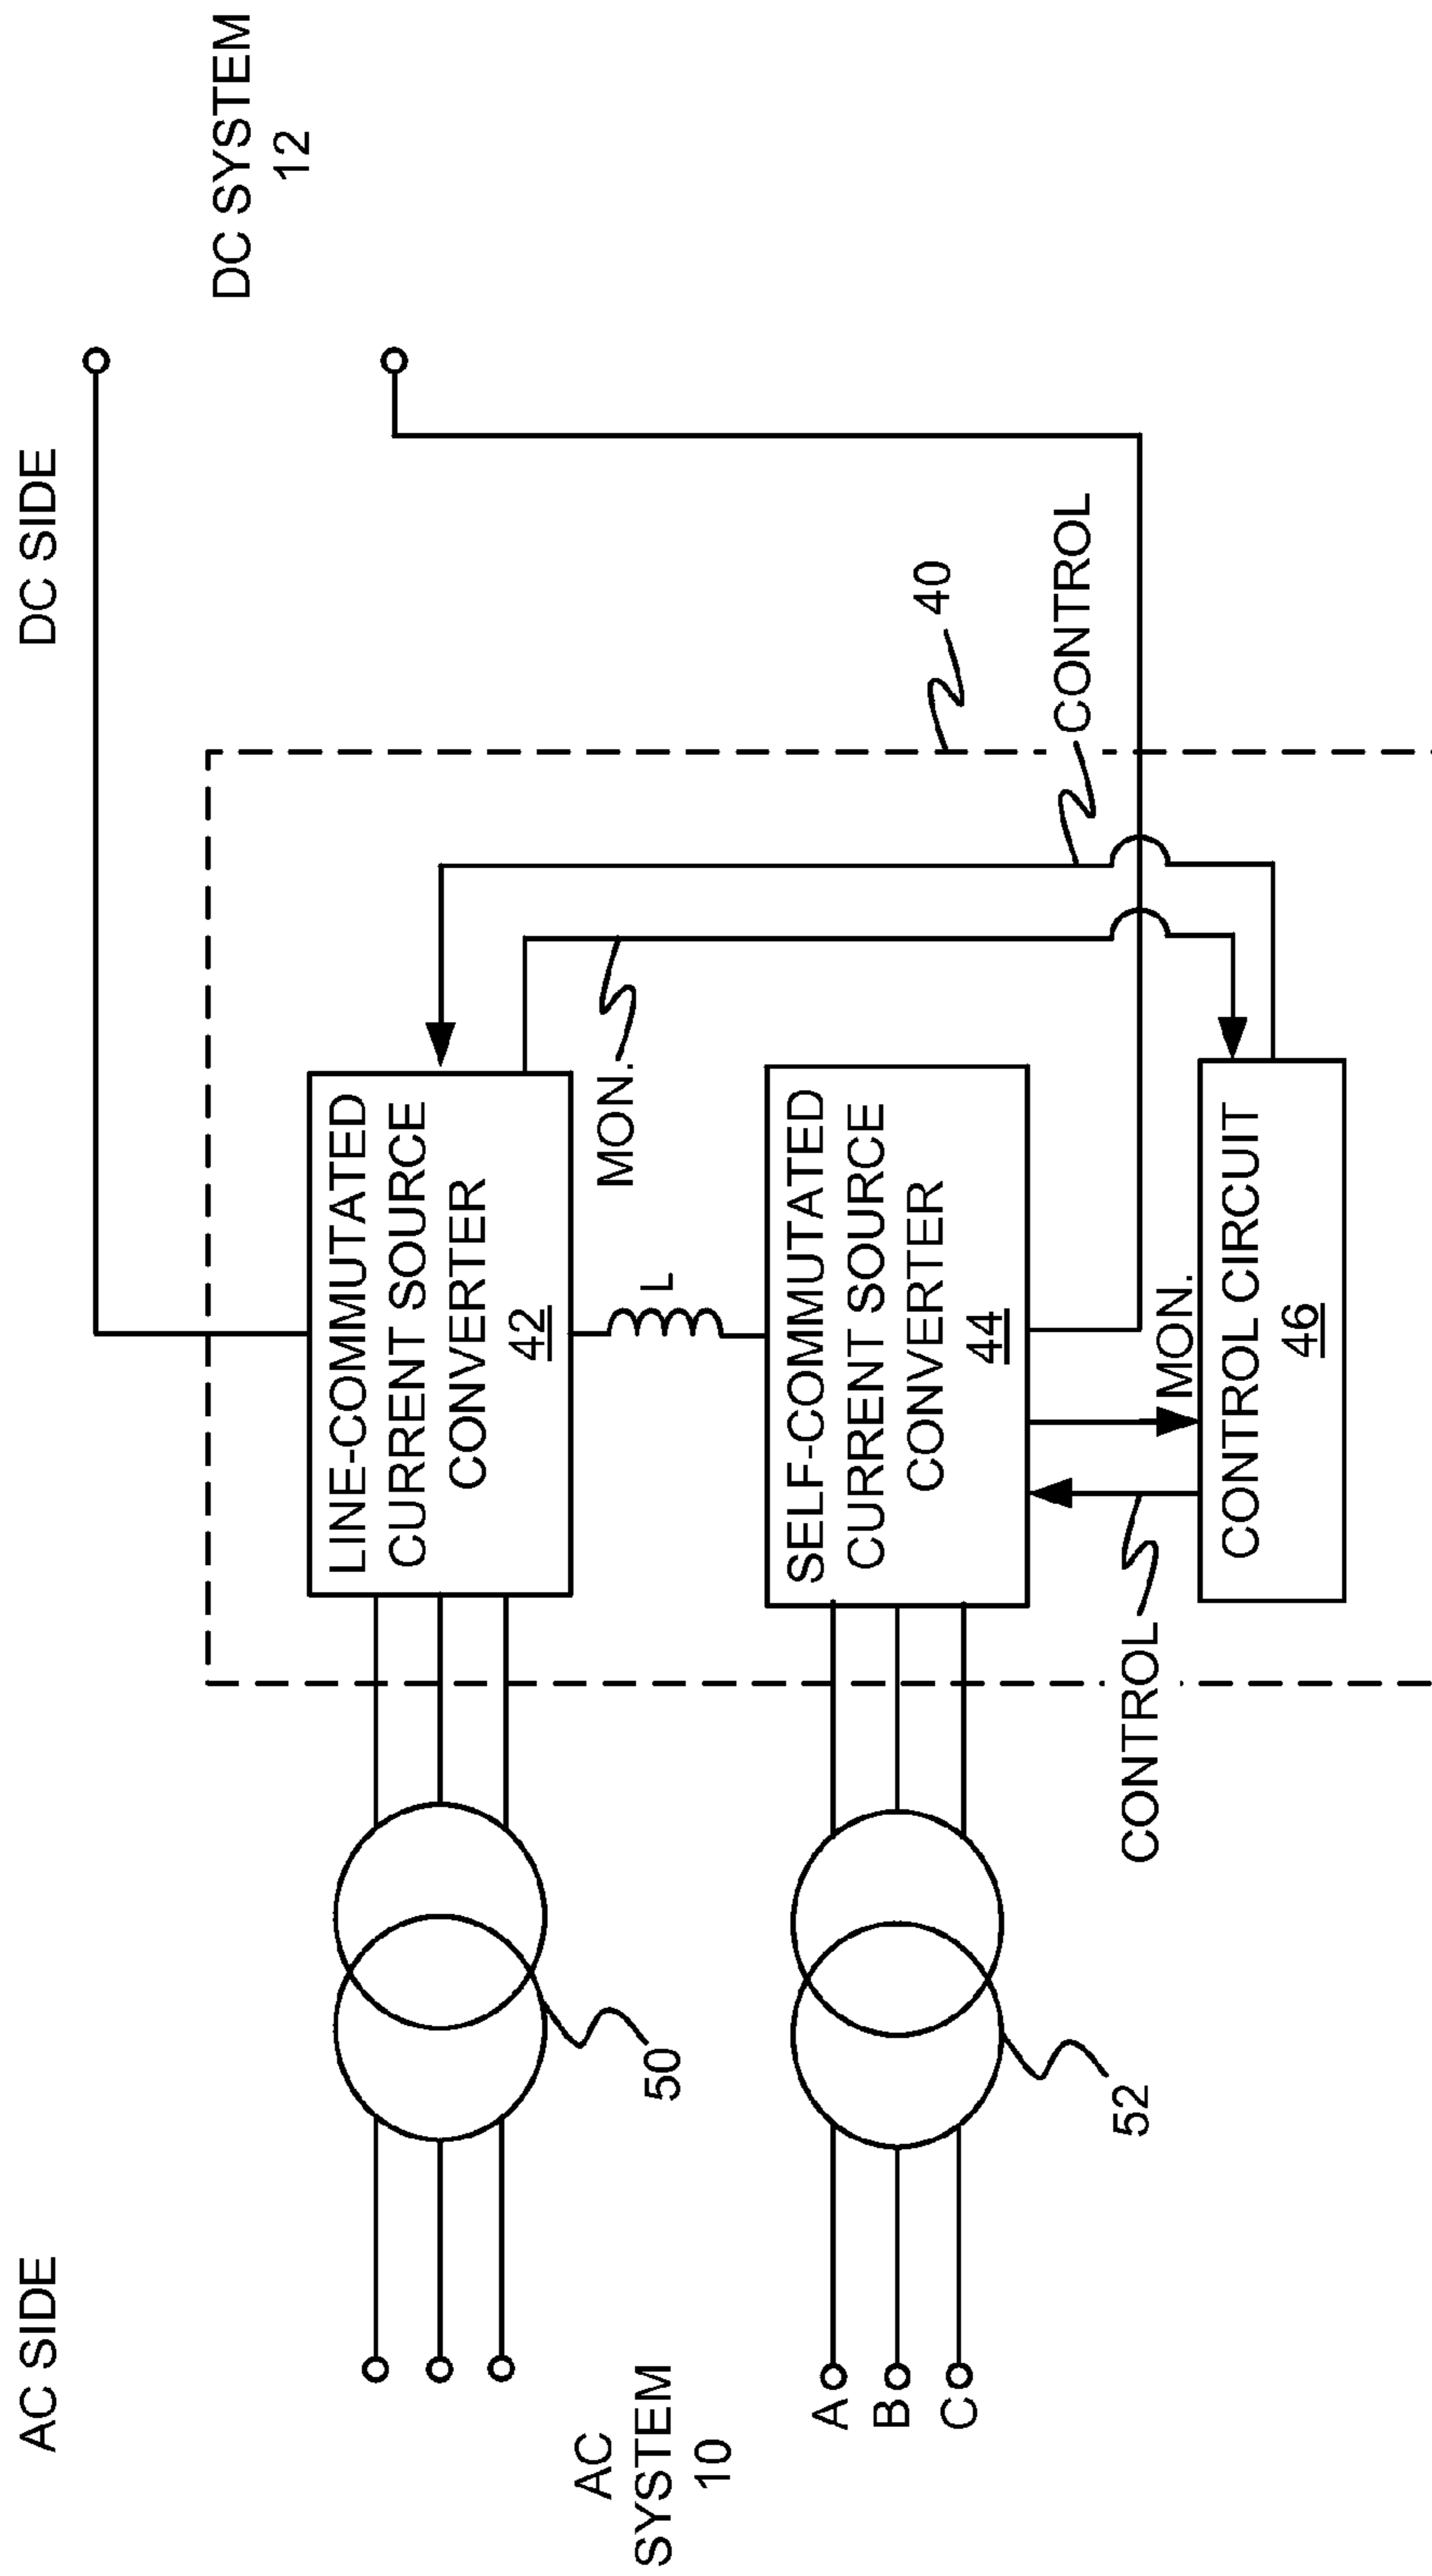 AC SIDE
DC SIDE
DC SYSTEM
12
LINE-COMMUTATED
CURRENT SOURCE
CONVERTER
42
MON.
L
50
40
CONTROL
AC
SYSTEM
10
SELF-COMMUTATED
CURRENT SOURCE
CONVERTER
44
A
B
C
52
CONTROL
MON.
CONTROL CIRCUIT
46